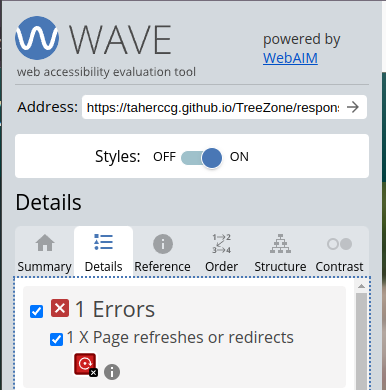 WAVE
powered by
WebAIM
web accessibility evaluation tool
Address: https://taherccg.github.io/TreeZone/respon
Styles: OFF ON
Details
Summary Details Reference Order Structure Contrast
1 Errors
1 X Page refreshes or redirects